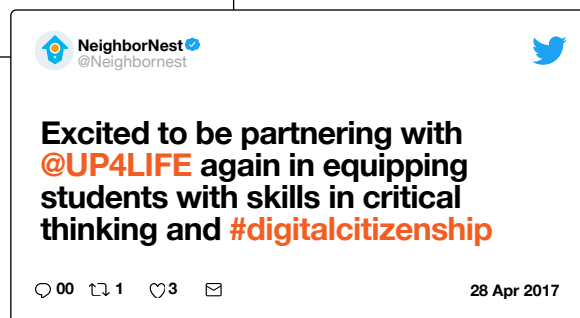 NeighborNest
@Neighbornest
Excited to be partnering with
@UP4LIFE again in equipping
students with skills in critical
thinking and #digitalcitizenship
00 1 3 28 Apr 2017